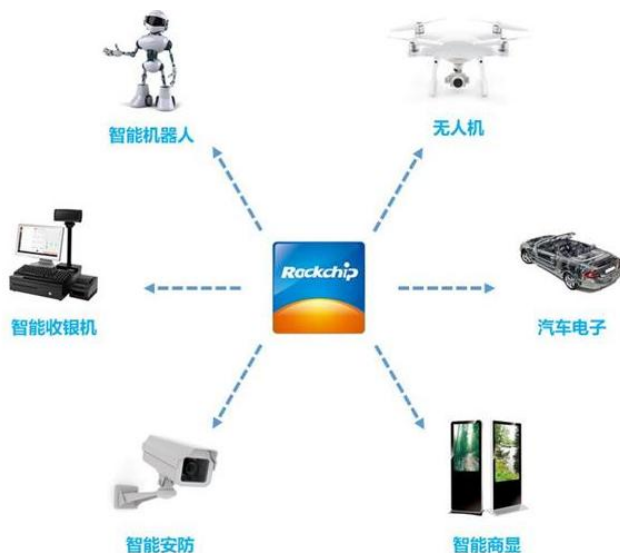 智能机器人
无人机
Rockchip
智能收银机
汽车电子
智能安防
智能商显